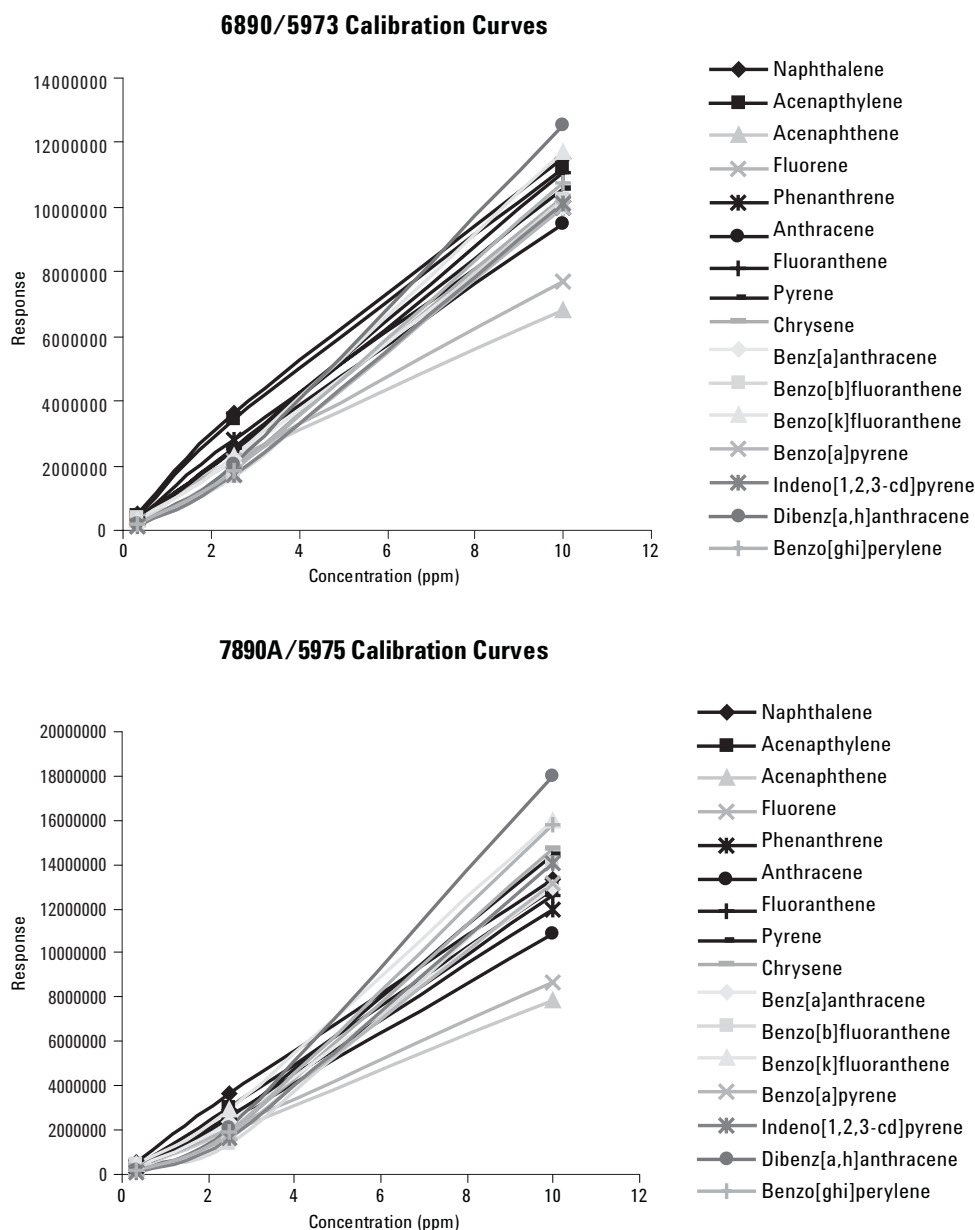 6890/5973 Calibration Curves
14000000
12000000
10000000
8000000
6000000
4000000
2000000
0
Response
0 2 4 6 8 10 12
Concentration (ppm)
Naphthalene
Acenapthylene
Acenaphthene
Fluorene
Phenanthrene
Anthracene
Fluoranthene
Pyrene
Chrysene
Benz[a]anthracene
Benzo[b]fluoranthene
Benzo[k]fluoranthene
Benzo[a]pyrene
Indeno[1,2,3-cd]pyrene
Dibenz[a,h]anthracene
Benzo[ghi]perylene
7890A/5975 Calibration Curves
20000000
18000000
16000000
14000000
12000000
10000000
8000000
6000000
4000000
2000000
0
Response
0 2 4 6 8 10 12
Concentration (ppm)
Naphthalene
Acenapthylene
Acenaphthene
Fluorene
Phenanthrene
Anthracene
Fluoranthene
Pyrene
Chrysene
Benz[a]anthracene
Benzo[b]fluoranthene
Benzo[k]fluoranthene
Benzo[a]pyrene
Indeno[1,2,3-cd]pyrene
Dibenz[a,h]anthracene
Benzo[ghi]perylene